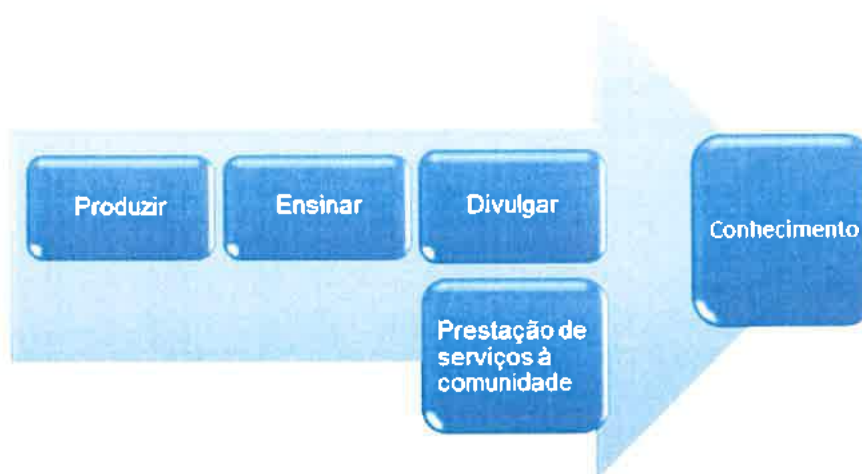 Produzir
Ensinar
Divulgar
Conhecimento
Prestação de
serviços à
comunidade